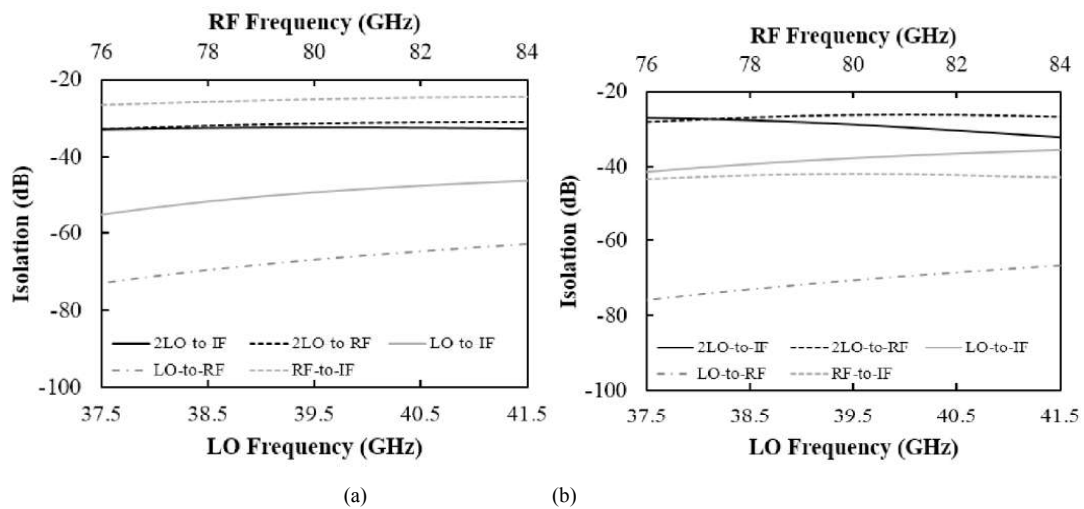 RF Frequency (GHz)
76 78 80 82 84
-20
-40
-60
-80
-100
Isolation (dB)
2LO to IF 2LO to RF LO to IF
LO-to-RF RF-to-IF
37.5 38.5 39.5 40.5 41.5
LO Frequency (GHz)
(a)
RF Frequency (GHz)
76 78 80 82 84
-20
-40
-60
-80
-100
Isolation (dB)
2LO-to-IF 2LO-to-RF LO-to-IF
LO-to-RF RF-to-IF
37.5 38.5 39.5 40.5 41.5
LO Frequency (GHz)
(b)